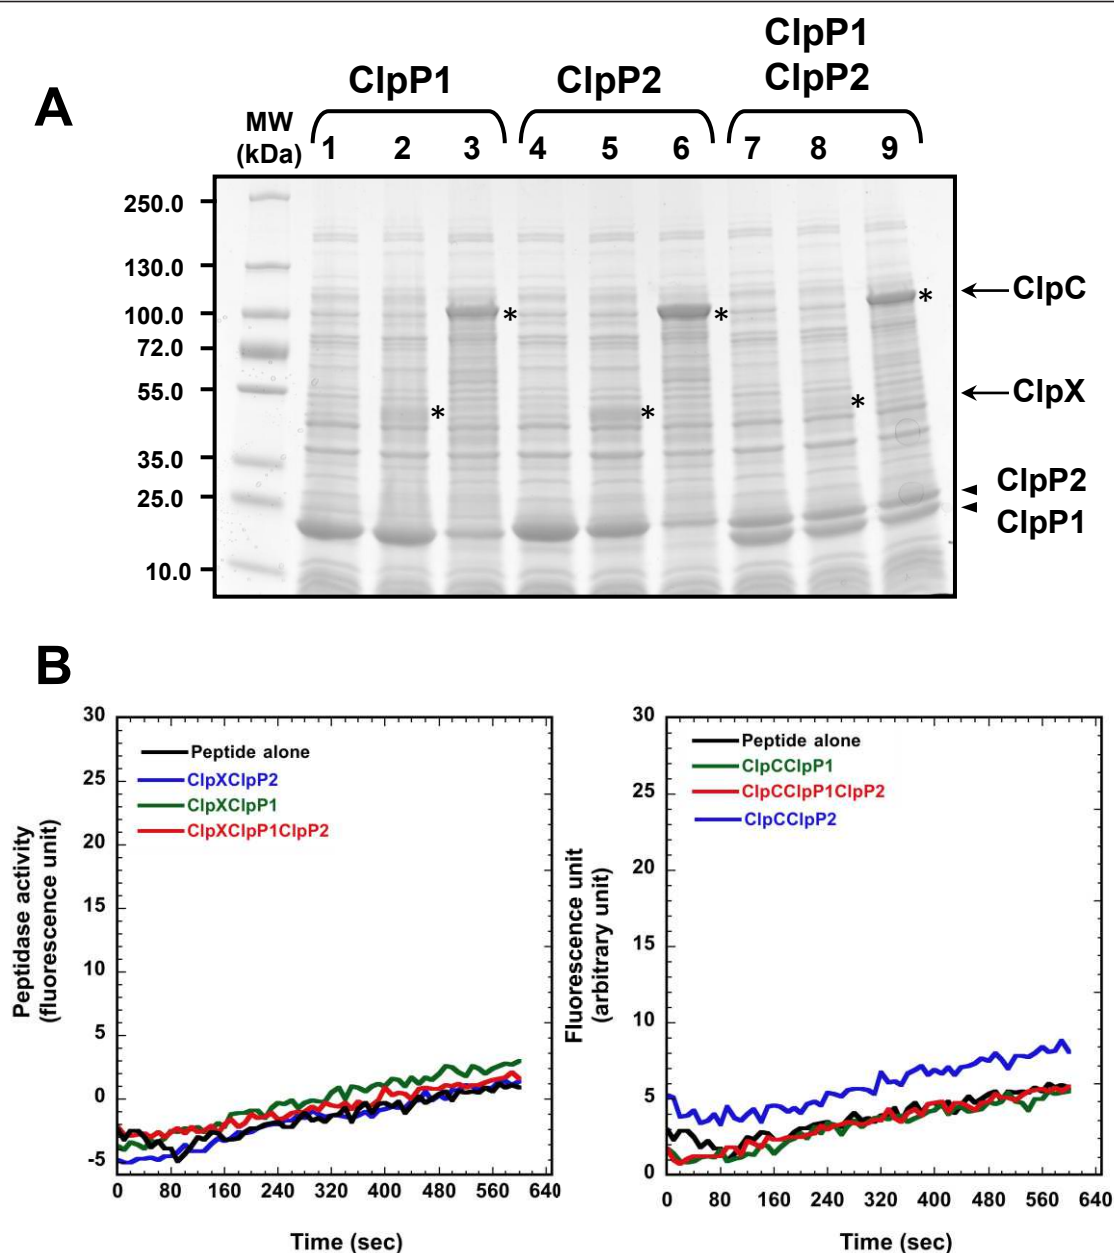 A
ClpP1
ClpP2
ClpP1
ClpP2
MW
(kDa)
1 2 3 4 5 6 7 8 9
250.0
130.0
100.0
72.0
55.0
35.0
25.0
10.0
*
*
*
*
*
*
ClpC
ClpX
ClpP2
ClpP1
B
Peptidase activity
(fluorescence unit)
30
25
20
15
10
5
0
-5
Peptide alone
ClpXClpP2
ClpXClpP1
ClpXClpP1ClpP2
0 80 160 240 320 400 480 560 640
Time (sec)
Fluorescence unit
(arbitrary unit)
30
25
20
15
10
5
0
Peptide alone
ClpCClpP1
ClpCClpP1ClpP2
ClpCClpP2
0 80 160 240 320 400 480 560 640
Time (sec)